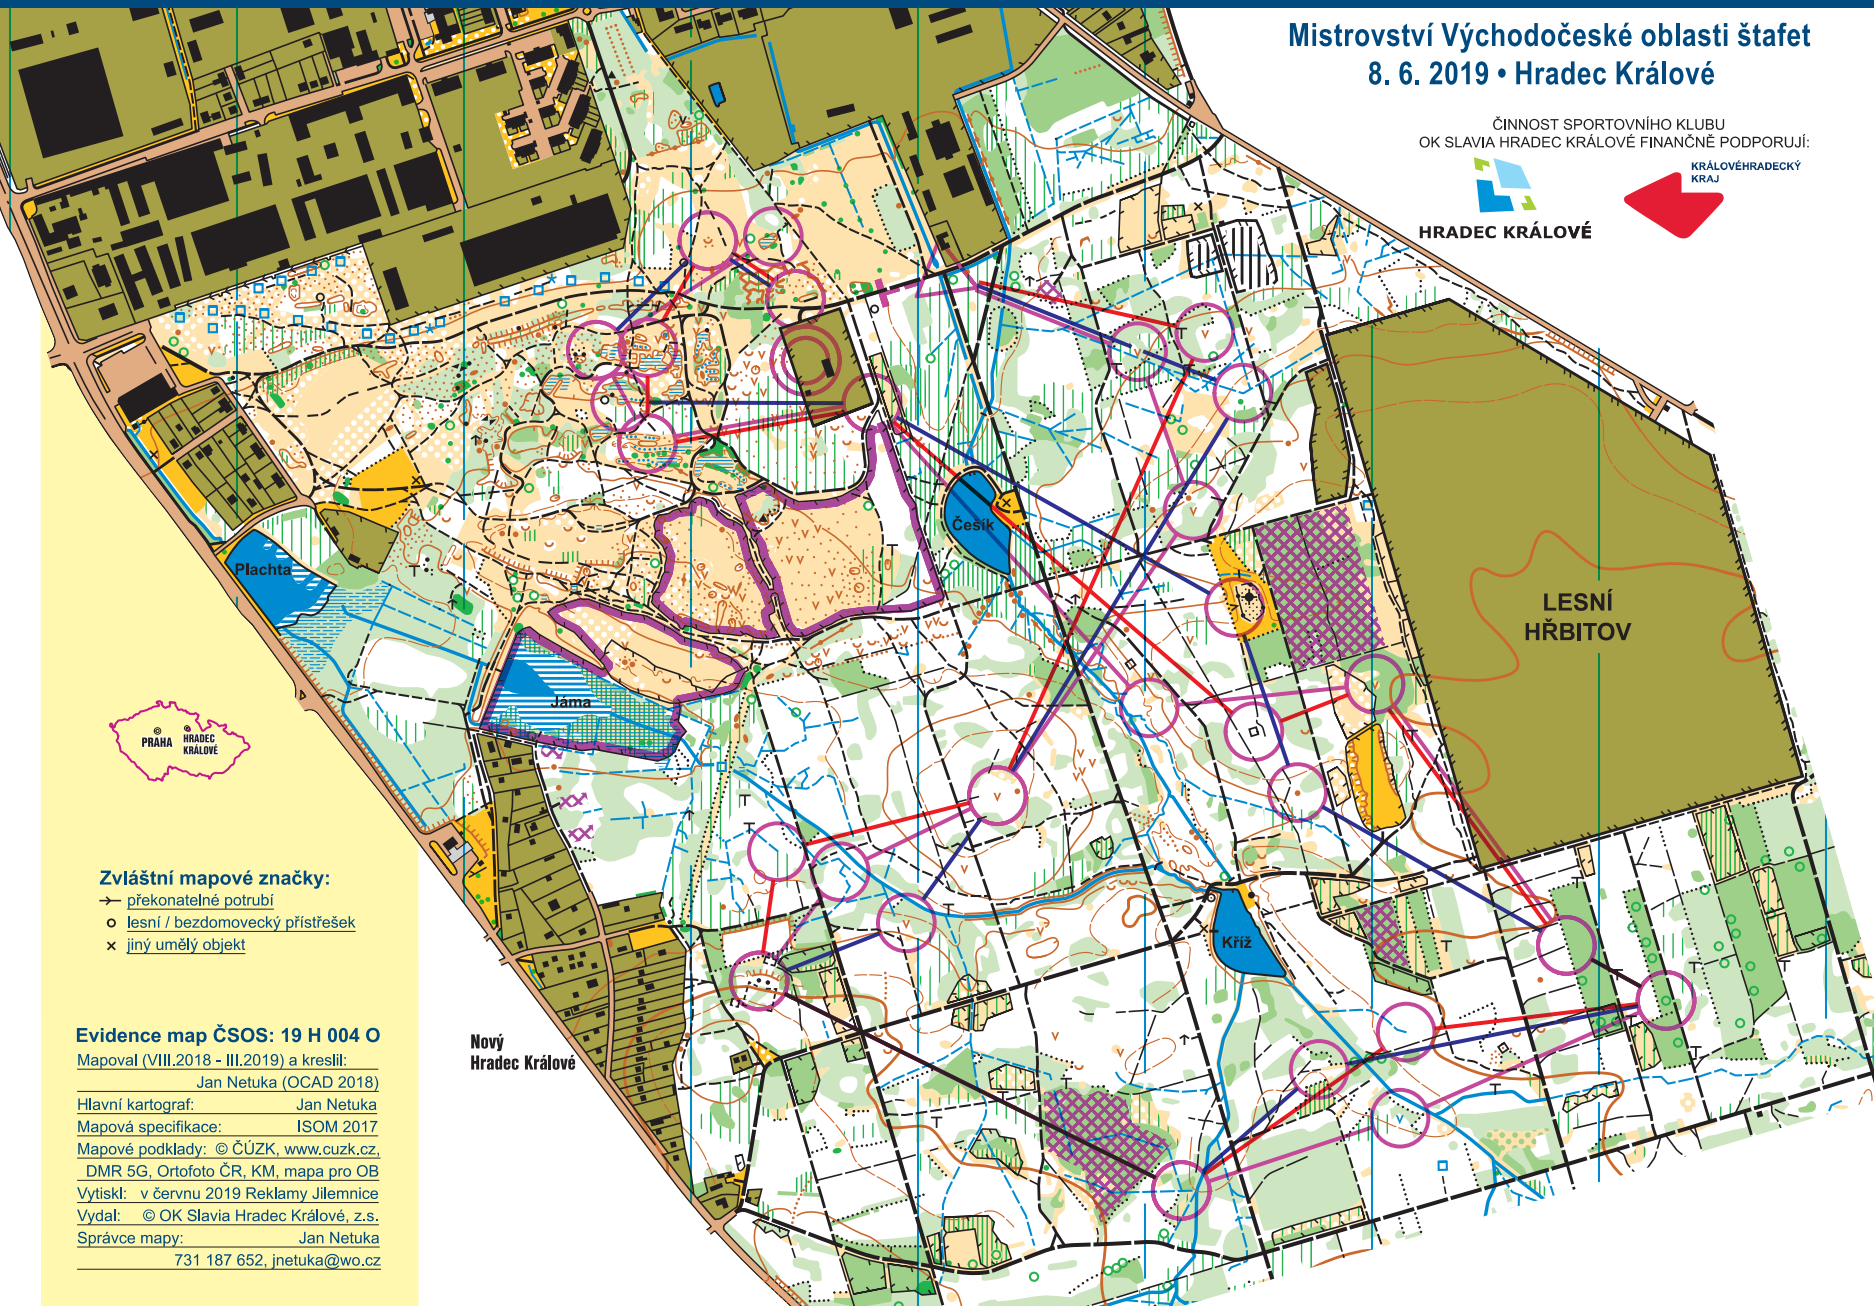 Mistrovství Východočeské oblasti štafet
8. 6. 2019 • Hradec Králové
ČINNOST SPORTOVNÍHO KLUBU
OK SLAVIA HRADEC KRÁLOVÉ FINANČNĚ PODPORUJÍ:
HRADEC KRÁLOVÉ
KRÁLOVÉHRADECKÝ
KRAJ
Češík
Plachta
LESNÍ
HŘBITOV
Jáma
PRAHA
HRADEC
KRÁLOVÉ
Kříž
Nový
Hradec Králové
Zvláštní mapové značky:
překonatelné potrubí
lesní / bezdomovecký přístřešek
jiný umělý objekt
Evidence map ČSOS: 19 H 004 O
Mapoval (VIII.2018 - III.2019) a kreslil:
Jan Netuka (OCAD 2018)
Hlavní kartograf: Jan Netuka
Mapová specifikace: ISOM 2017
Mapové podklady: © ČÚZK, www.cuzk.cz,
DMR 5G, Ortofoto ČR, KM, mapa pro OB
Vytiskl: v červnu 2019 Reklamy Jilemnice
Vydal: © OK Slavia Hradec Králové, z.s.
Správce mapy: Jan Netuka
731 187 652, jnetuka@wo.cz